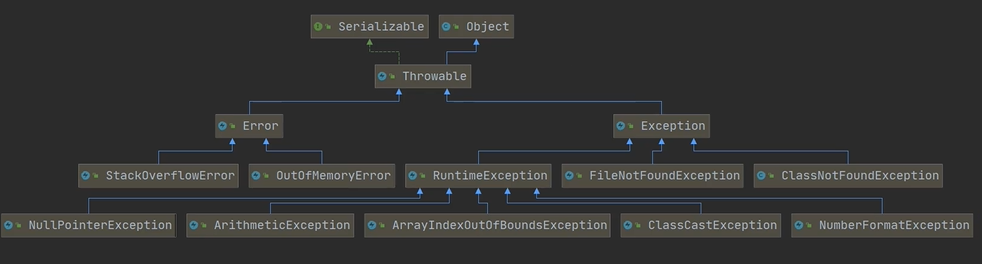 Serializable Object
Throwable
Error Exception
StackOverflowError OutOfMemoryError RuntimeException FileNotFoundException ClassNotFoundException
NullPointerException ArithmeticException ArrayIndexOutOfBoundsException ClassCastException NumberFormatException